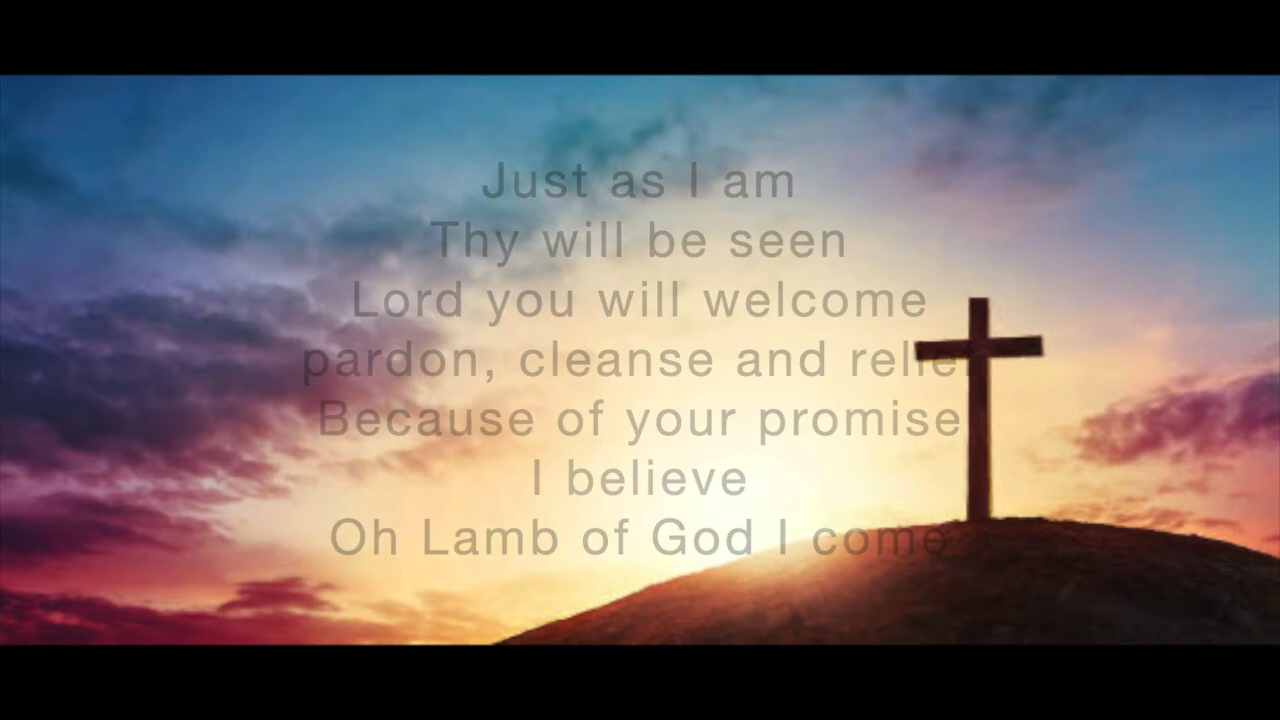 Just as I am
Thy will be seen
Lord you will welcome
pardon, cleanse and relie
Because of your promise
I believe
Oh Lamb of God I come